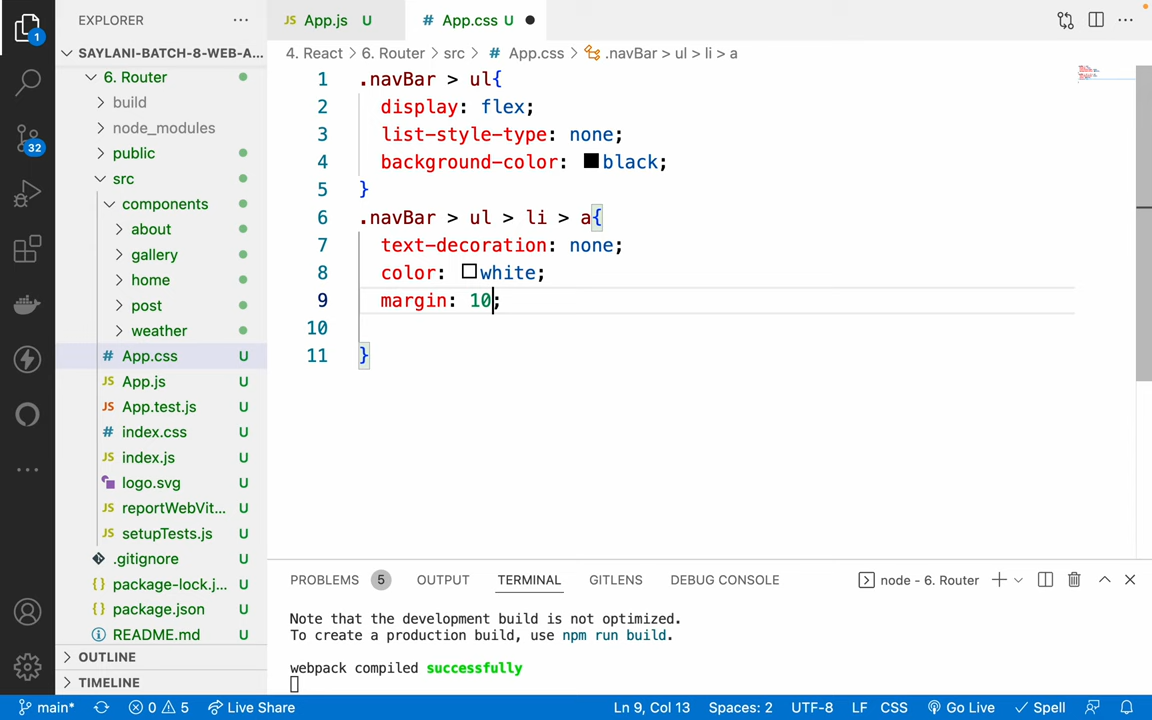 EXPLORER
App.js U
App.css U
SAYLANI-BATCH-8-WEB-A...
4. React > 6. Router > src > # App.css > .navBar > ul > li > a
1
6. Router
build
node_modules
public
src
components
about
gallery
home
post
weather
# App.css U
JS App.js U
JS App.test.js U
# index.css U
JS index.js U
logo.svg U
JS reportWebVit... U
JS setupTests.js U
.gitignore U
{} package-lock.j... U
{} package.json U
README.md U
OUTLINE
TIMELINE
32
1 .navBar > ul{
2 display: flex;
3 list-style-type: none;
4 background-color: black;
5 }
6 .navBar > ul > li > a{
7 text-decoration: none;
8 color: white;
9 margin: 10;
10
11 }
PROBLEMS 5 OUTPUT TERMINAL GITLENS DEBUG CONSOLE node - 6. Router
Note that the development build is not optimized.
To create a production build, use npm run build.
webpack compiled successfully
main* 0 5 Live Share Ln 9, Col 13 Spaces: 2 UTF-8 LF CSS Go Live Spell